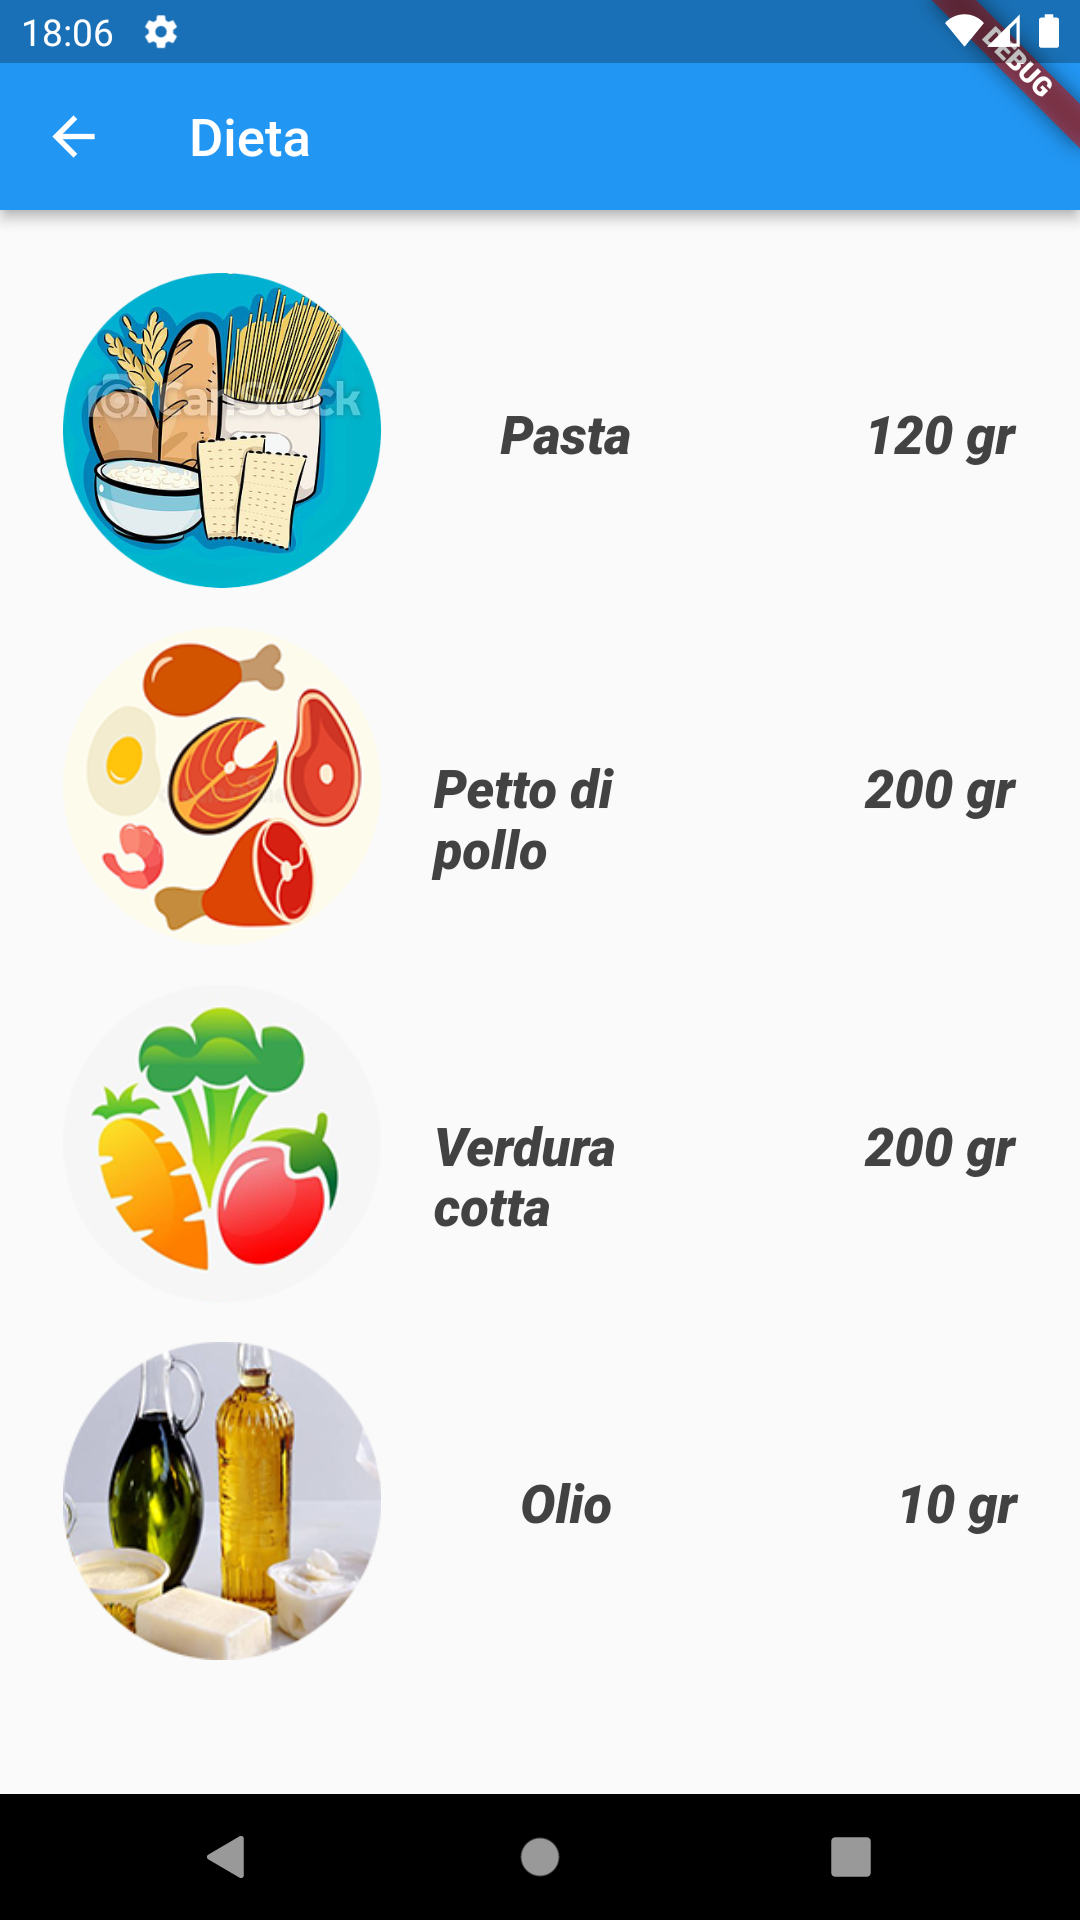 18:06
DEBUG
Dieta
CanStock
Pasta 120 gr
Petto di 200 gr
pollo
Verdura 200 gr
cotta
Olio 10 gr